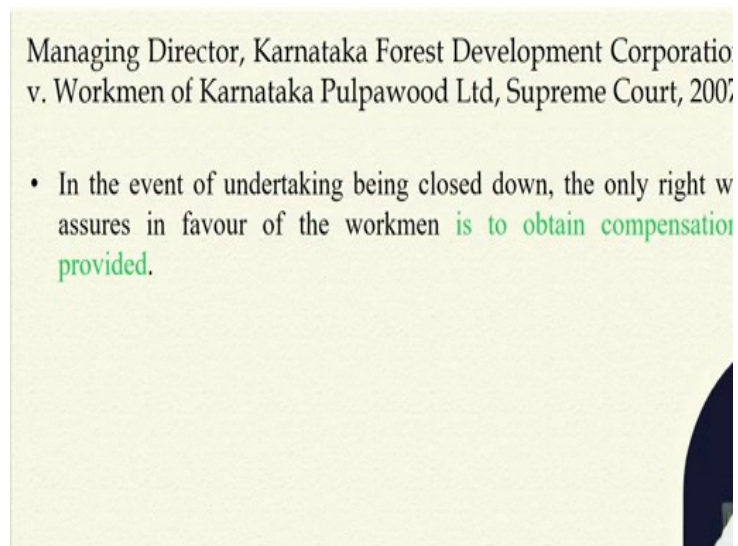 Managing Director, Karnataka Forest Development Corporatio
v. Workmen of Karnataka Pulpawood Ltd, Supreme Court, 2007
• In the event of undertaking being closed down, the only right w
assures in favour of the workmen is to obtain compensation
provided.